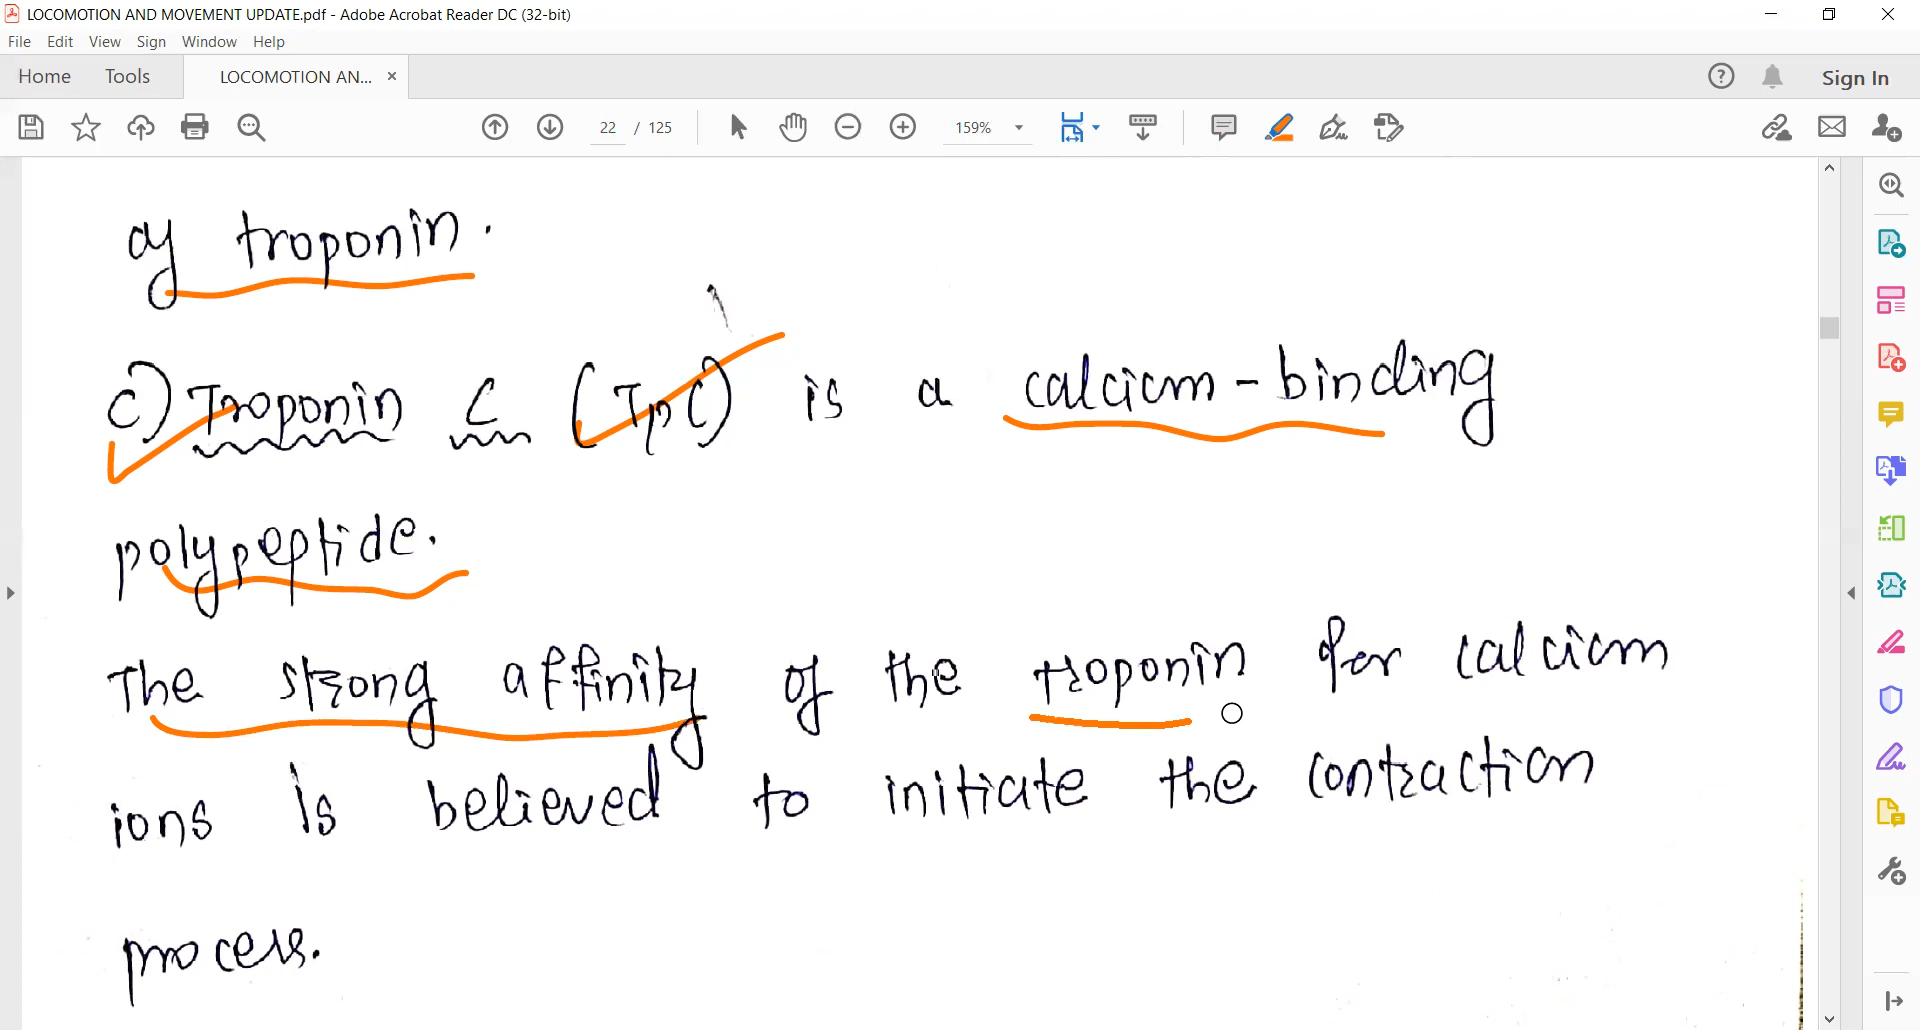 LOCOMOTION AND MOVEMENT UPDATE.pdf - Adobe Acrobat Reader DC (32-bit)
File Edit View Sign Window Help
Home Tools LOCOMOTION AN... × Sign In
22 / 125 159%
of troponin.
c) Troponin C (TpC) is a calcium-binding
polypeptide.
The strong affinity of the troponin for calcium
ions is believed to initiate the contraction
process.